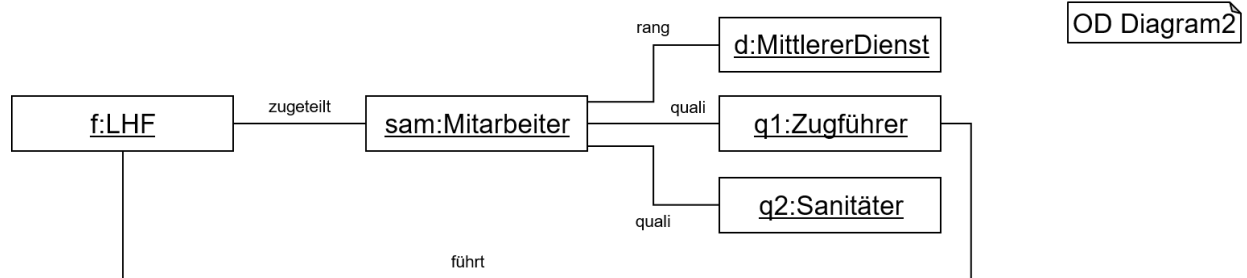 OD Diagram2
rang
d:MittlererDienst
f:LHF
zugeteilt
sam:Mitarbeiter
quali
q1:Zugführer
q2:Sanitäter
quali
führt